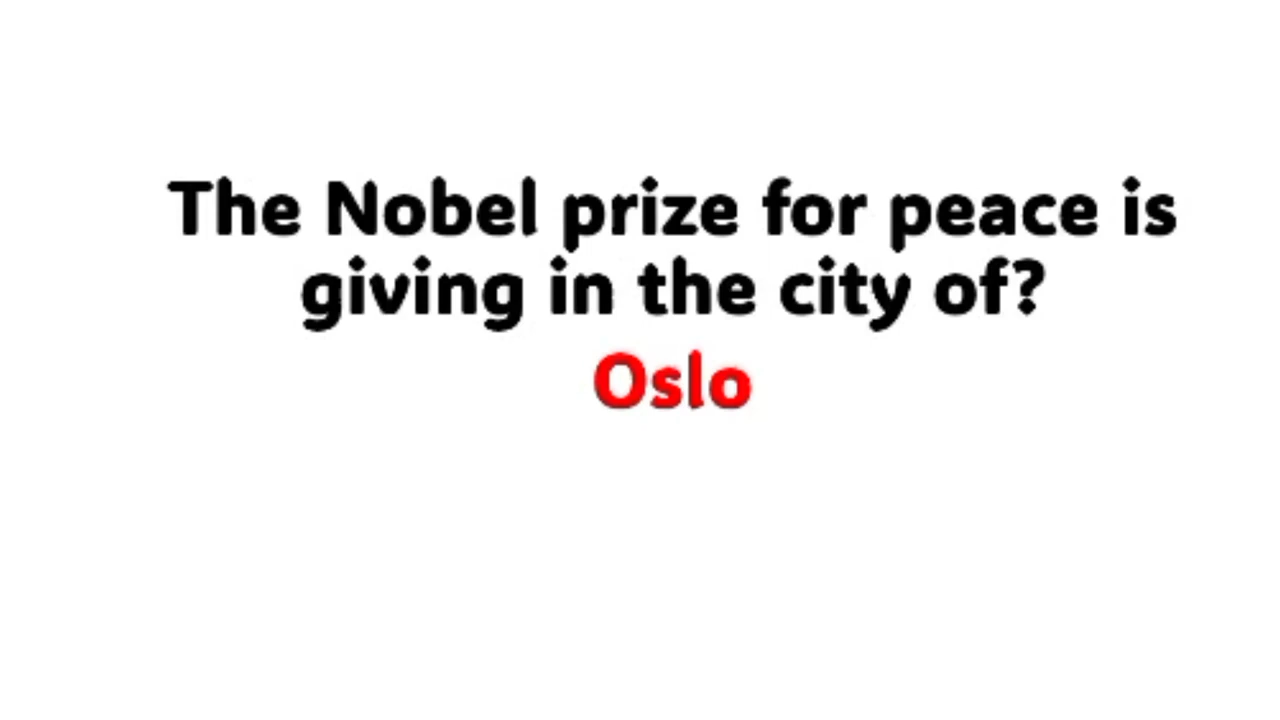 The Nobel prize for peace is
giving in the city of?
Oslo